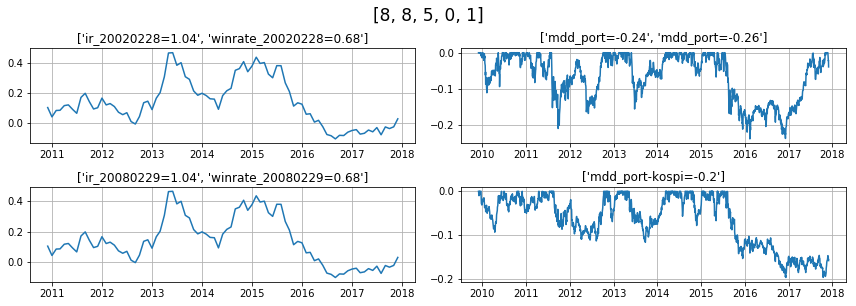 [8, 8, 5, 0, 1]
['ir_20020228=1.04', 'winrate_20020228=0.68']
0.4
0.2
0.0
2011 2012 2013 2014 2015 2016 2017 2018
['mdd_port=-0.24', 'mdd_port=-0.26']
0.0
−0.1
−0.2
2010 2011 2012 2013 2014 2015 2016 2017 2018
['ir_20080229=1.04', 'winrate_20080229=0.68']
0.4
0.2
0.0
2011 2012 2013 2014 2015 2016 2017 2018
['mdd_port-kospi=-0.2']
0.0
−0.1
−0.2
2010 2011 2012 2013 2014 2015 2016 2017 2018